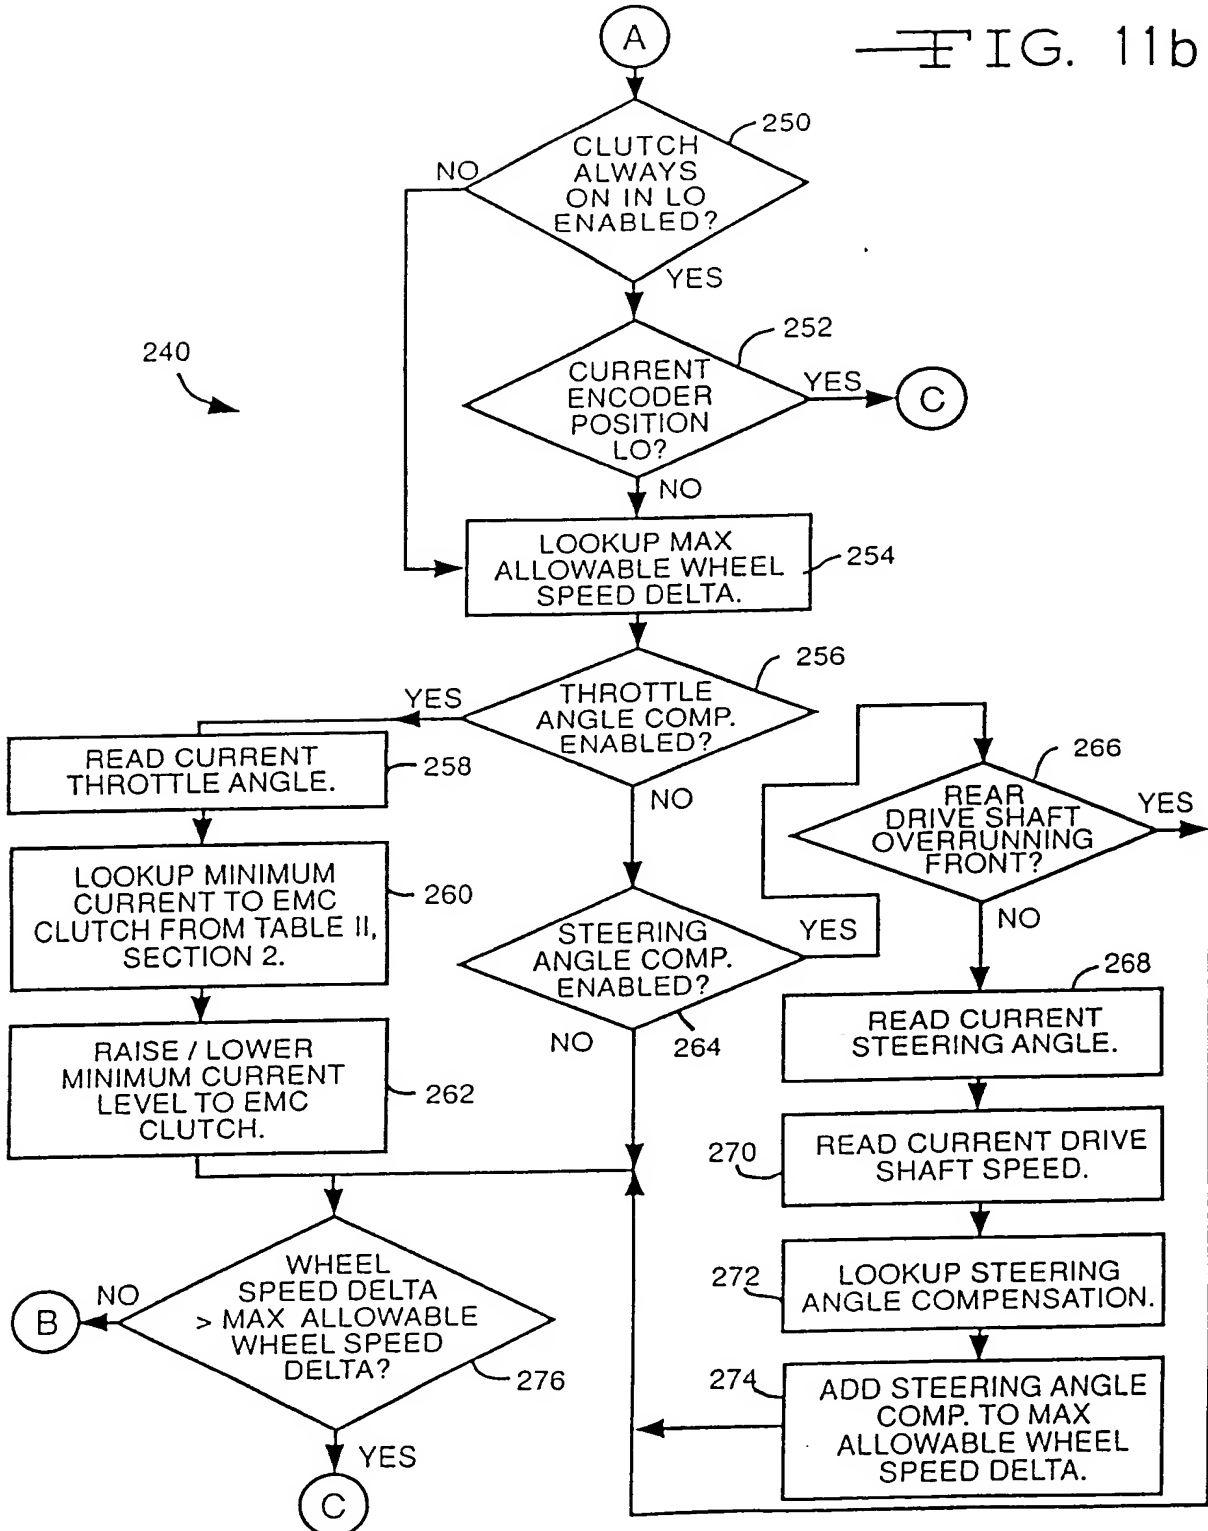 A
FIG. 11b
250
CLUTCH
ALWAYS
ON IN LO
ENABLED?
NO
YES
240
252
CURRENT
ENCODER
POSITION
LO?
YES
C
NO
LOOKUP MAX
ALLOWABLE WHEEL
SPEED DELTA.
254
256
THROTTLE
ANGLE COMP.
ENABLED?
YES
NO
READ CURRENT
THROTTLE ANGLE.
258
LOOKUP MINIMUM
CURRENT TO EMC
CLUTCH FROM TABLE II,
SECTION 2.
260
RAISE / LOWER
MINIMUM CURRENT
LEVEL TO EMC
CLUTCH.
262
STEERING
ANGLE COMP.
ENABLED?
YES
NO
264
266
REAR
DRIVE SHAFT
OVERRUNNING
FRONT?
YES
NO
268
READ CURRENT
STEERING ANGLE.
270
READ CURRENT DRIVE
SHAFT SPEED.
272
LOOKUP STEERING
ANGLE COMPENSATION.
274
ADD STEERING ANGLE
COMP. TO MAX
ALLOWABLE WHEEL
SPEED DELTA.
WHEEL
SPEED DELTA
> MAX ALLOWABLE
WHEEL SPEED
DELTA?
NO
B
276
YES
C